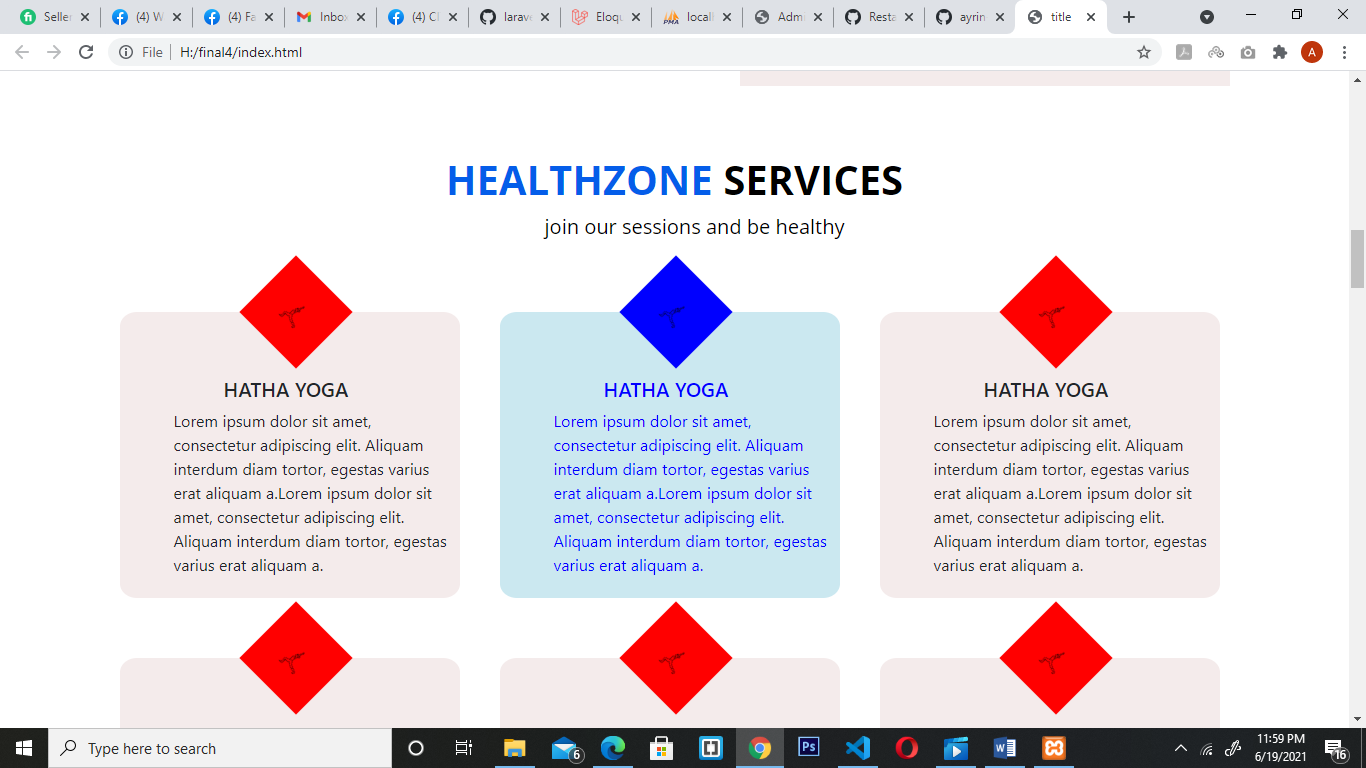 Seller
(4) W
(4) Fa
Inbox
(4) Cl
larave
Eloqu
locall
Admi
Resta
ayrin
title
File
H:/final4/index.html
A
HEALTHZONE SERVICES
join our sessions and be healthy
HATHA YOGA
Lorem ipsum dolor sit amet,
consectetur adipiscing elit. Aliquam
interdum diam tortor, egestas varius
erat aliquam a.Lorem ipsum dolor sit
amet, consectetur adipiscing elit.
Aliquam interdum diam tortor, egestas
varius erat aliquam a.
HATHA YOGA
Lorem ipsum dolor sit amet,
consectetur adipiscing elit. Aliquam
interdum diam tortor, egestas varius
erat aliquam a.Lorem ipsum dolor sit
amet, consectetur adipiscing elit.
Aliquam interdum diam tortor, egestas
varius erat aliquam a.
HATHA YOGA
Lorem ipsum dolor sit amet,
consectetur adipiscing elit. Aliquam
interdum diam tortor, egestas varius
erat aliquam a.Lorem ipsum dolor sit
amet, consectetur adipiscing elit.
Aliquam interdum diam tortor, egestas
varius erat aliquam a.
Type here to search
6
Ps
11:59 PM
6/19/2021
16